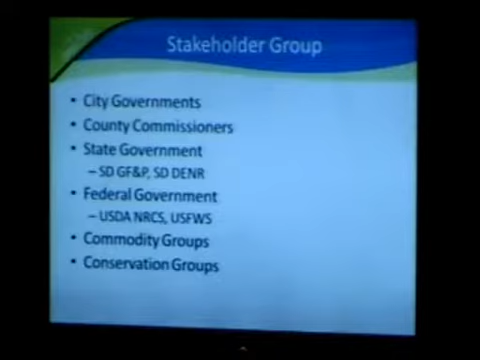 Stakeholder Group
• City Governments
• County Commissioners
• State Government
– SD GF&P, SD DENR
• Federal Government
– USDA NRCS, USFWS
• Commodity Groups
• Conservation Groups